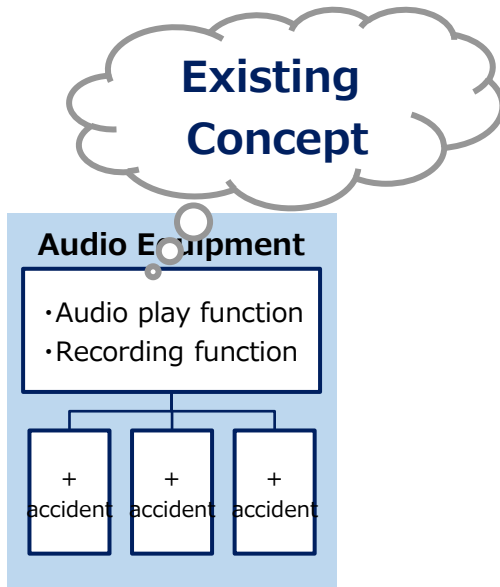 Existing
Concept
Audio Equipment
・Audio play function
・Recording function
+
accident
+
accident
+
accident